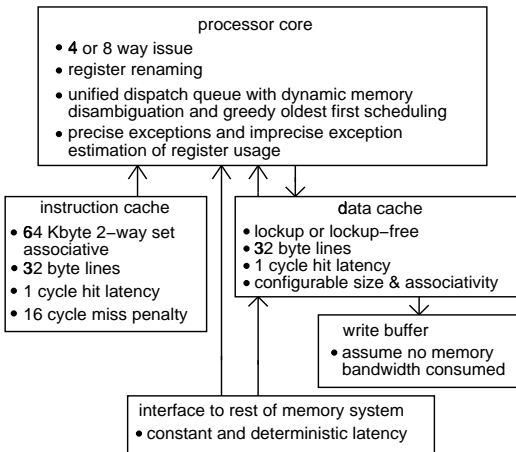 processor core
• 4 or 8 way issue
• register renaming
• unified dispatch queue with dynamic memory
disambiguation and greedy oldest first scheduling
• precise exceptions and imprecise exception
estimation of register usage
instruction cache
• 64 Kbyte 2−way set
associative
• 32 byte lines
• 1 cycle hit latency
• 16 cycle miss penalty
data cache
• lockup or lockup−free
• 32 byte lines
• 1 cycle hit latency
• configurable size & associativity
write buffer
• assume no memory
bandwidth consumed
interface to rest of memory system
• constant and deterministic latency